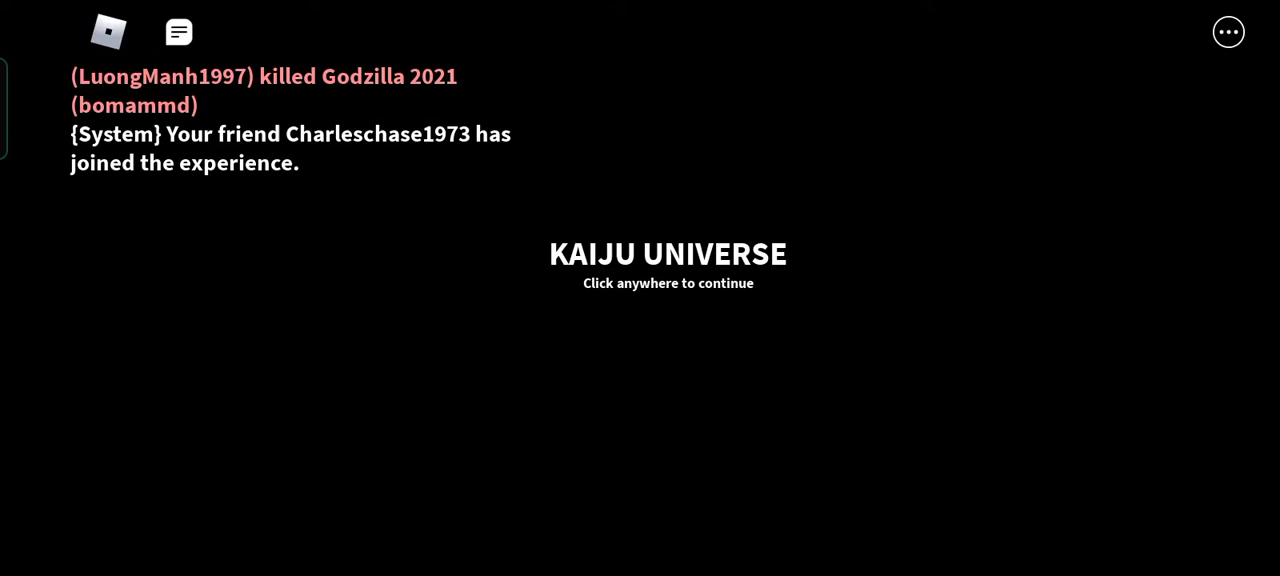 (LuongManh1997) killed Godzilla 2021
(bomammd)
{System} Your friend Charleschase1973 has
joined the experience.
KAIJU UNIVERSE
Click anywhere to continue